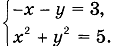 -x - y = 3,
x² + y² = 5.